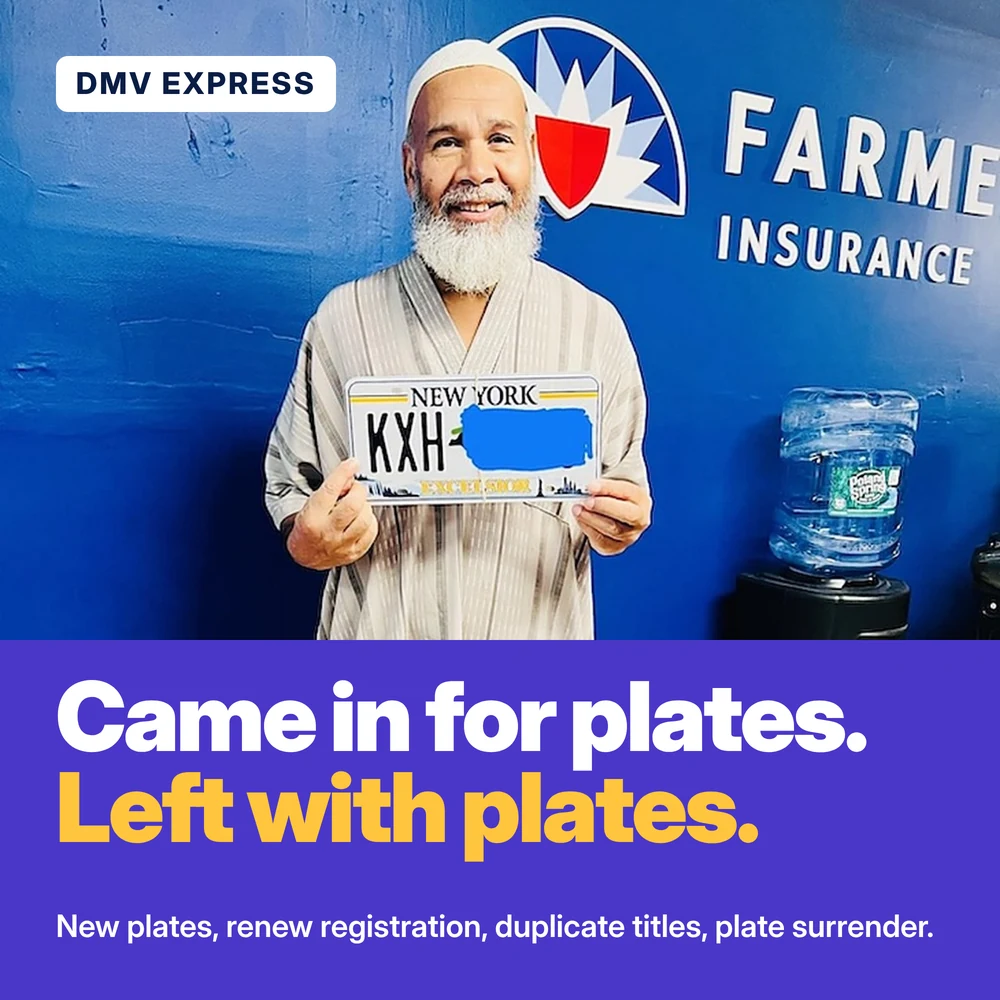 DMV EXPRESS
FARME
INSURANCE
NEW YORK
KXH
EXCELSIOR
Poland
Spring
Came in for plates.
Left with plates.
New plates, renew registration, duplicate titles, plate surrender.